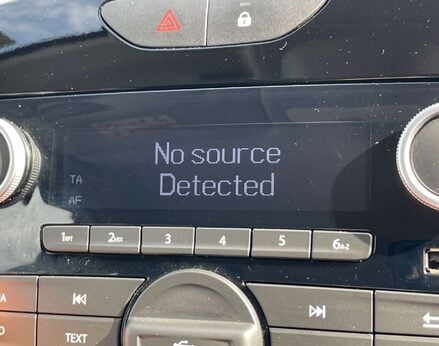 No source
Detected
TA
AF
1RPT 2MIX 3 4 5 6A-Z
TEXT